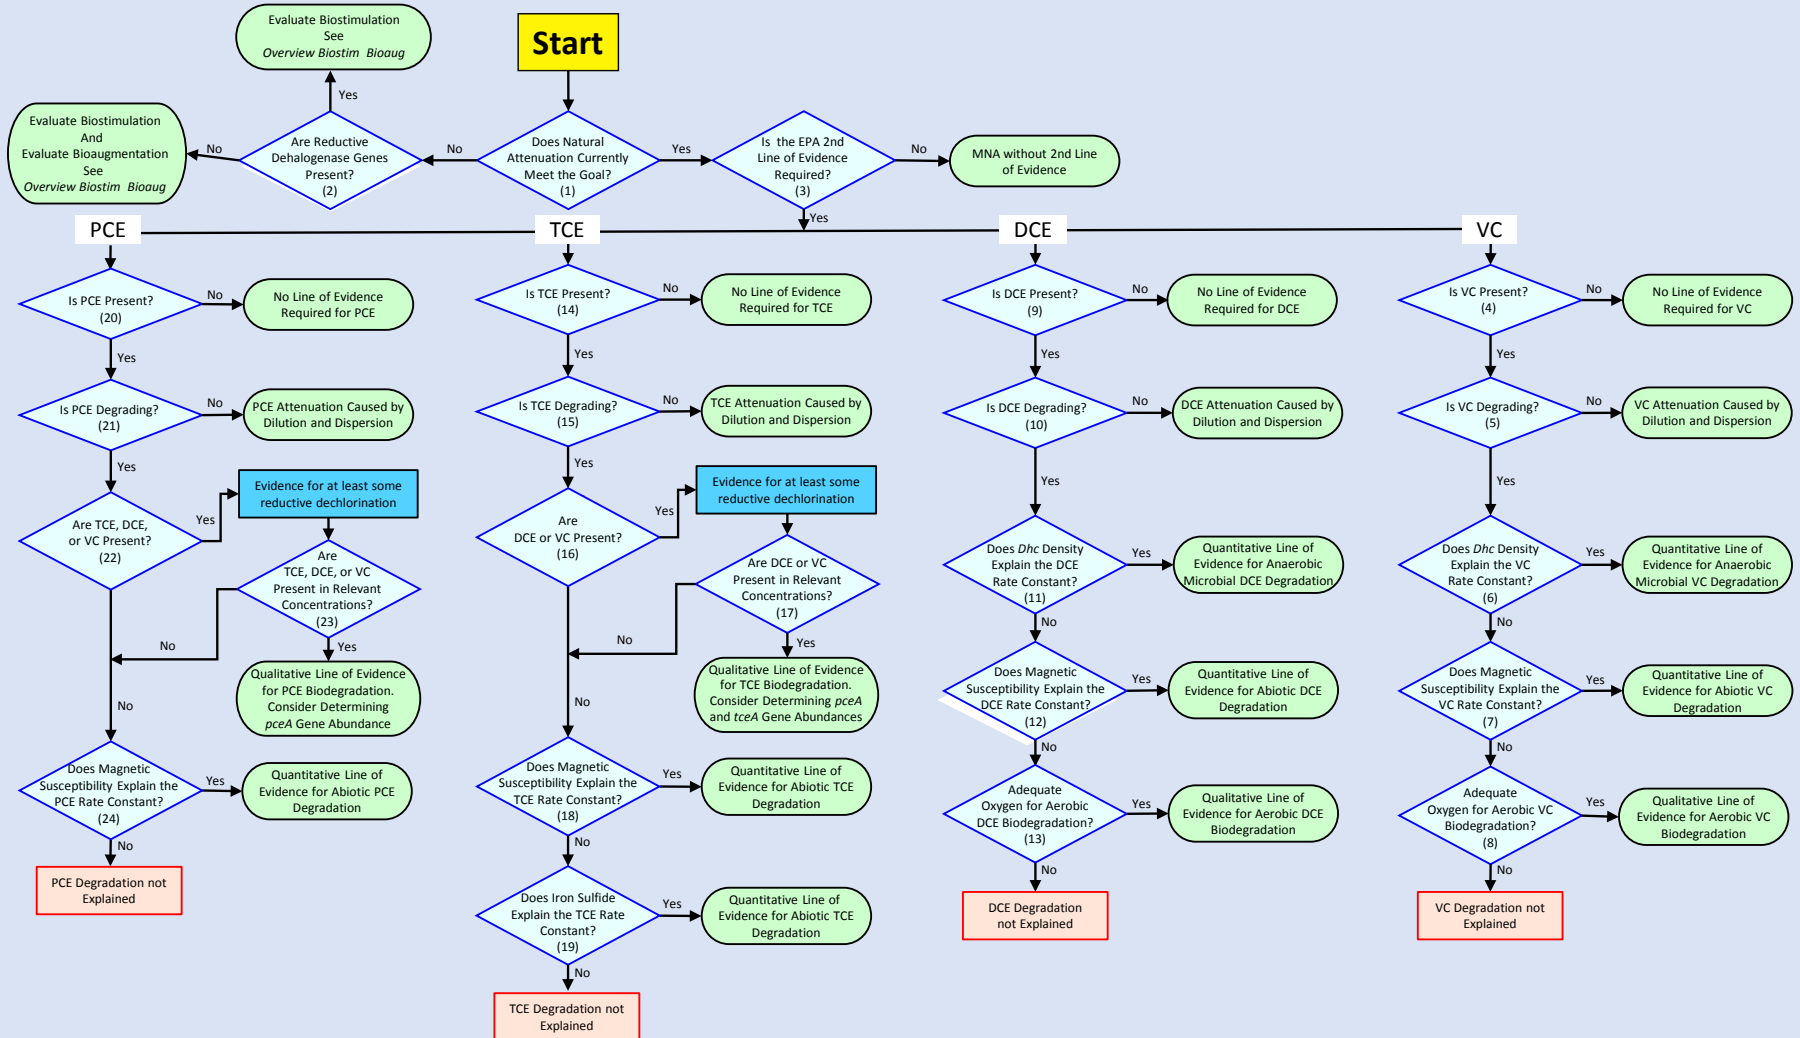 Evaluate Biostimulation
See
Overview Biostim  Bioaug
Start
Yes
Evaluate Biostimulation
And
Evaluate Bioaugmentation
See
Overview Biostim  Bioaug
No
Are Reductive
Dehalogenase Genes
Present?
(2)
No
Does Natural
Attenuation Currently
Meet the Goal?
(1)
Yes
Is  the EPA 2nd
Line of Evidence
Required?
(3)
No
MNA without 2nd Line
of Evidence
Yes
PCE
TCE
DCE
VC
Is PCE Present?
(20)
No
No Line of Evidence
Required for PCE
Yes
Is PCE Degrading?
(21)
No
PCE Attenuation Caused by
Dilution and Dispersion
Yes
Are TCE, DCE,
or VC Present?
(22)
Yes
Evidence for at least some
reductive dechlorination
Are
TCE, DCE, or VC
Present in Relevant
Concentrations?
(23)
No
Yes
Qualitative Line of Evidence
for PCE Biodegradation.
Consider Determining
pceA Gene Abundance
No
Does Magnetic
Susceptibility Explain the
PCE Rate Constant?
(24)
Yes
Quantitative Line of
Evidence for Abiotic PCE
Degradation
No
PCE Degradation not
Explained
Is TCE Present?
(14)
No
No Line of Evidence
Required for TCE
Yes
Is TCE Degrading?
(15)
No
TCE Attenuation Caused by
Dilution and Dispersion
Yes
Are
DCE or VC Present?
(16)
Yes
Evidence for at least some
reductive dechlorination
Are DCE or VC
Present in Relevant
Concentrations?
(17)
No
Yes
Qualitative Line of Evidence
for TCE Biodegradation.
Consider Determining pceA
and tceA Gene Abundances
No
Does Magnetic
Susceptibility Explain the
TCE Rate Constant?
(18)
Yes
Quantitative Line of
Evidence for Abiotic TCE
Degradation
No
Does Iron Sulfide
Explain the TCE Rate
Constant?
(19)
Yes
Quantitative Line of
Evidence for Abiotic TCE
Degradation
No
TCE Degradation not
Explained
Is DCE Present?
(9)
No
No Line of Evidence
Required for DCE
Yes
Is DCE Degrading?
(10)
No
DCE Attenuation Caused by
Dilution and Dispersion
Yes
Does Dhc Density
Explain the DCE
Rate Constant?
(11)
Yes
Quantitative Line of
Evidence for Anaerobic
Microbial DCE Degradation
No
Does Magnetic
Susceptibility Explain the
DCE Rate Constant?
(12)
Yes
Quantitative Line of
Evidence for Abiotic DCE
Degradation
No
Adequate
Oxygen for Aerobic
DCE Biodegradation?
(13)
Yes
Qualitative Line of
Evidence for Aerobic DCE
Biodegradation
No
DCE Degradation
not Explained
Is VC Present?
(4)
No
No Line of Evidence
Required for VC
Yes
Is VC Degrading?
(5)
No
VC Attenuation Caused by
Dilution and Dispersion
Yes
Does Dhc Density
Explain the VC
Rate Constant?
(6)
Yes
Quantitative Line of
Evidence for Anaerobic
Microbial VC Degradation
No
Does Magnetic
Susceptibility Explain the
VC Rate Constant?
(7)
Yes
Quantitative Line of
Evidence for Abiotic VC
Degradation
No
Adequate
Oxygen for Aerobic VC
Biodegradation?
(8)
Yes
Qualitative Line of
Evidence for Aerobic VC
Biodegradation
No
VC Degradation not
Explained